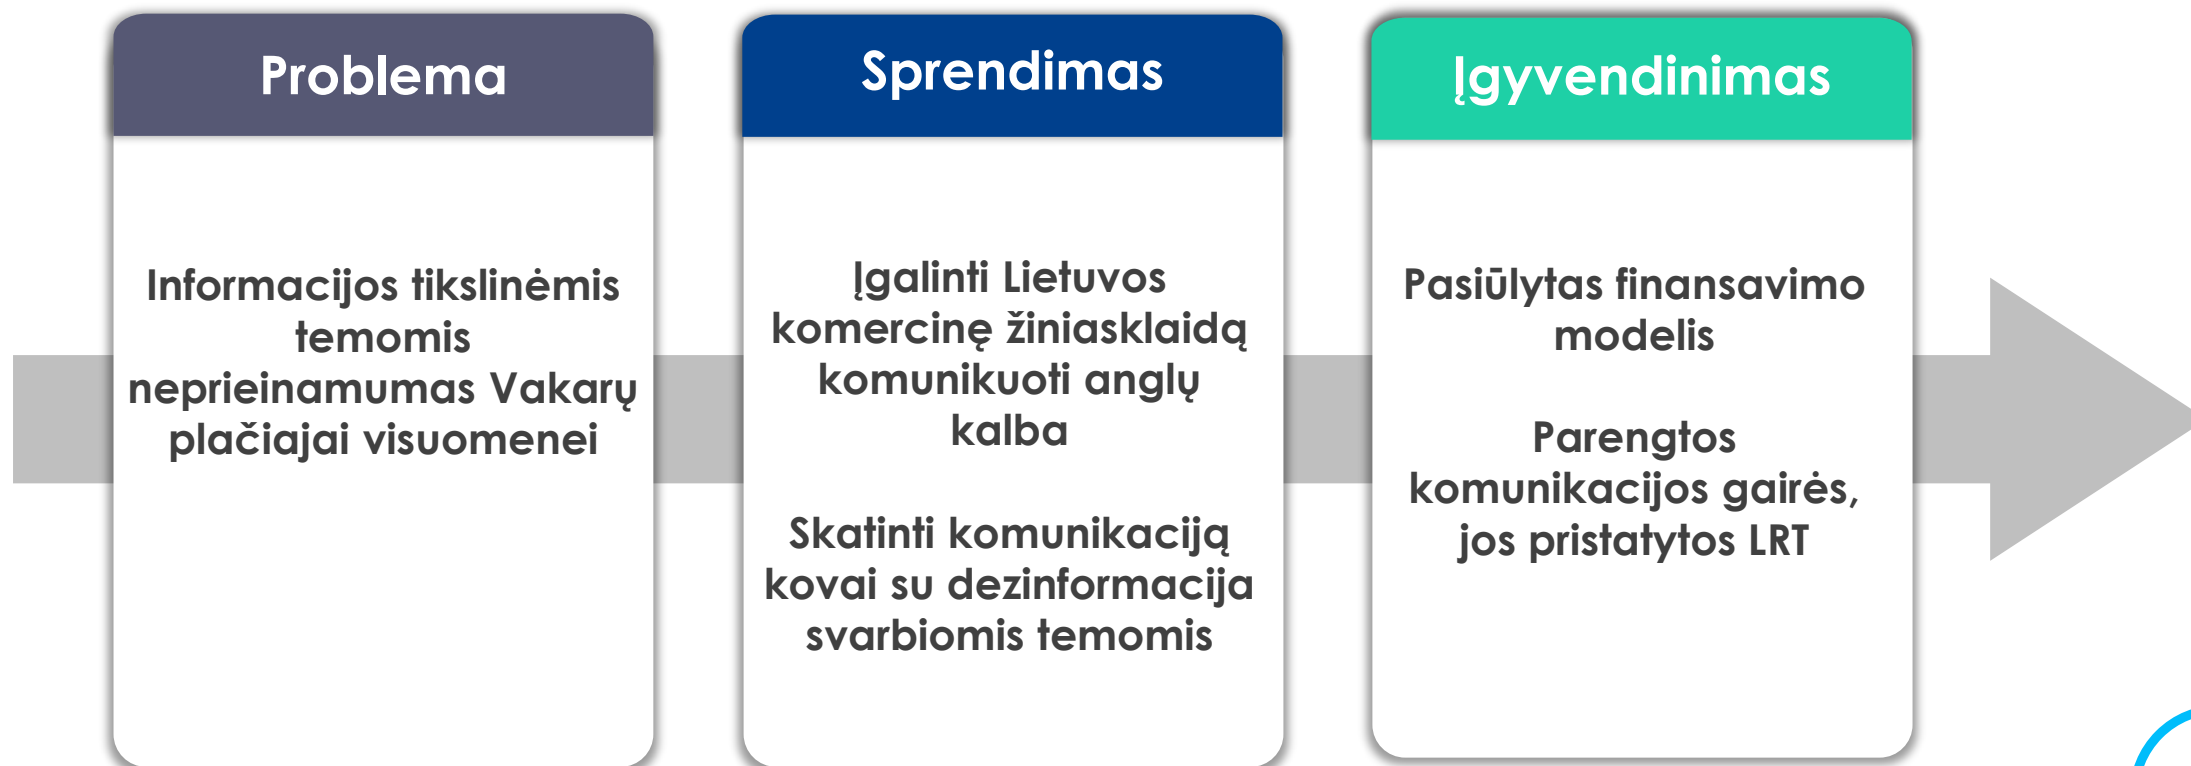 Problema
Informacijos tikslinėmis
temomis
neprieinamumas Vakarų
plačiajai visuomenei
Sprendimas
Įgalinti Lietuvos
komercinę žiniasklaidą
komunikuoti anglų
kalba
Skatinti komunikaciją
kovai su dezinformacija
svarbiomis temomis
Įgyvendinimas
Pasiūlytas finansavimo
modelis
Parengtos
komunikacijos gairės,
jos pristatytos LRT